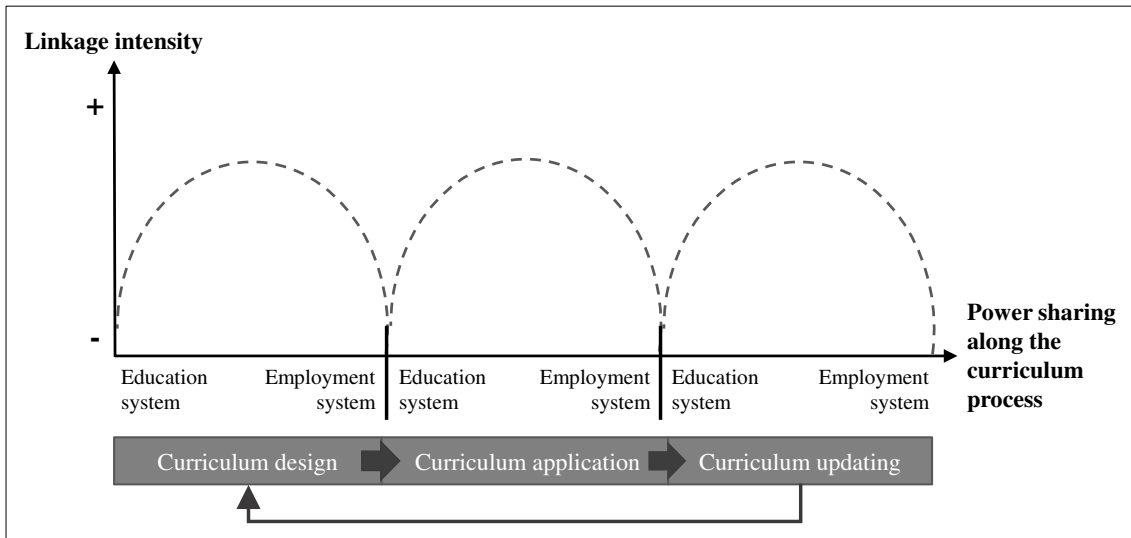 Linkage intensity
+
-
Power sharing
along the
curriculum
process
Education
system
Employment
system
Education
system
Employment
system
Education
system
Employment
system
Curriculum design
Curriculum application
Curriculum updating